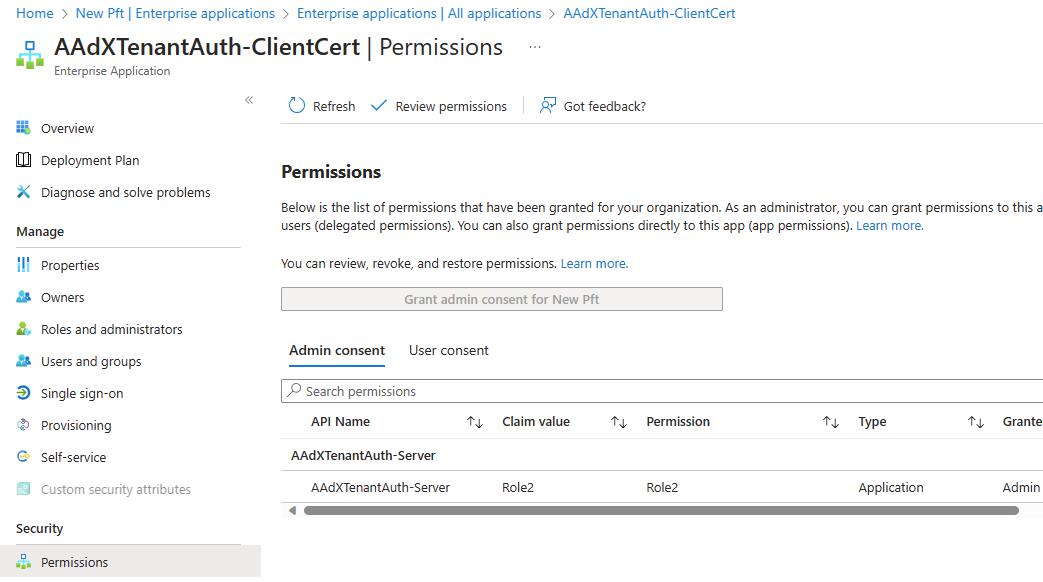 Home > New Pft | Enterprise applications > Enterprise applications | All applications > AAdXTenantAuth-ClientCert
AAdXTenantAuth-ClientCert | Permissions ...
Enterprise Application
«
Refresh Review permissions Got feedback?
Overview
Deployment Plan
Diagnose and solve problems
Manage
Properties
Owners
Roles and administrators
Users and groups
Single sign-on
Provisioning
Self-service
Custom security attributes
Security
Permissions
Permissions
Below is the list of permissions that have been granted for your organization. As an administrator, you can grant permissions to this a
users (delegated permissions). You can also grant permissions directly to this app (app permissions). Learn more.
You can review, revoke, and restore permissions. Learn more.
Grant admin consent for New Pft
Admin consent User consent
Search permissions
API Name Claim value Permission Type Grante
AAdXTenantAuth-Server
AAdXTenantAuth-Server Role2 Role2 Application Admin